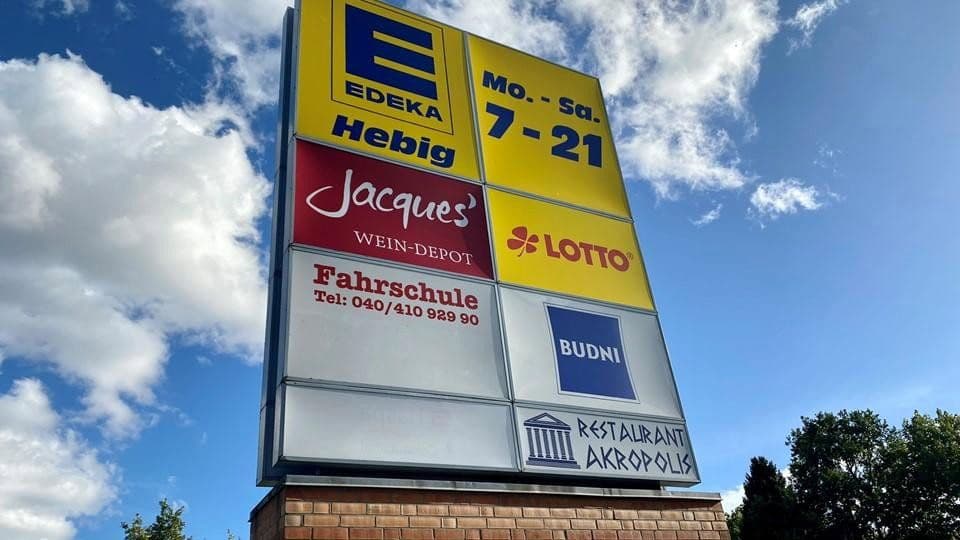 E
EDEKA
Hebig
Mo. - Sa.
7 - 21
Jacques'
WEIN-DEPOT
LOTTO®
Fahrschule
Tel: 040/410 929 90
BUDNI
RESTAURANT
AKROPOLIS